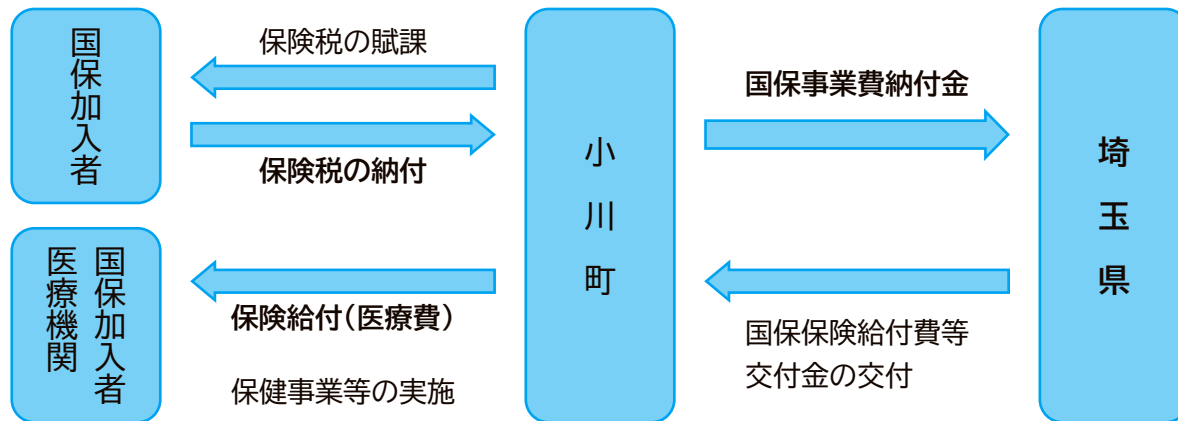 国保加入者
保険税の賦課
保険税の納付
国保加入者
医療機関
保険給付(医療費)
保健事業等の実施
小川町
国保事業費納付金
国保保険給付費等
交付金の交付
埼玉県